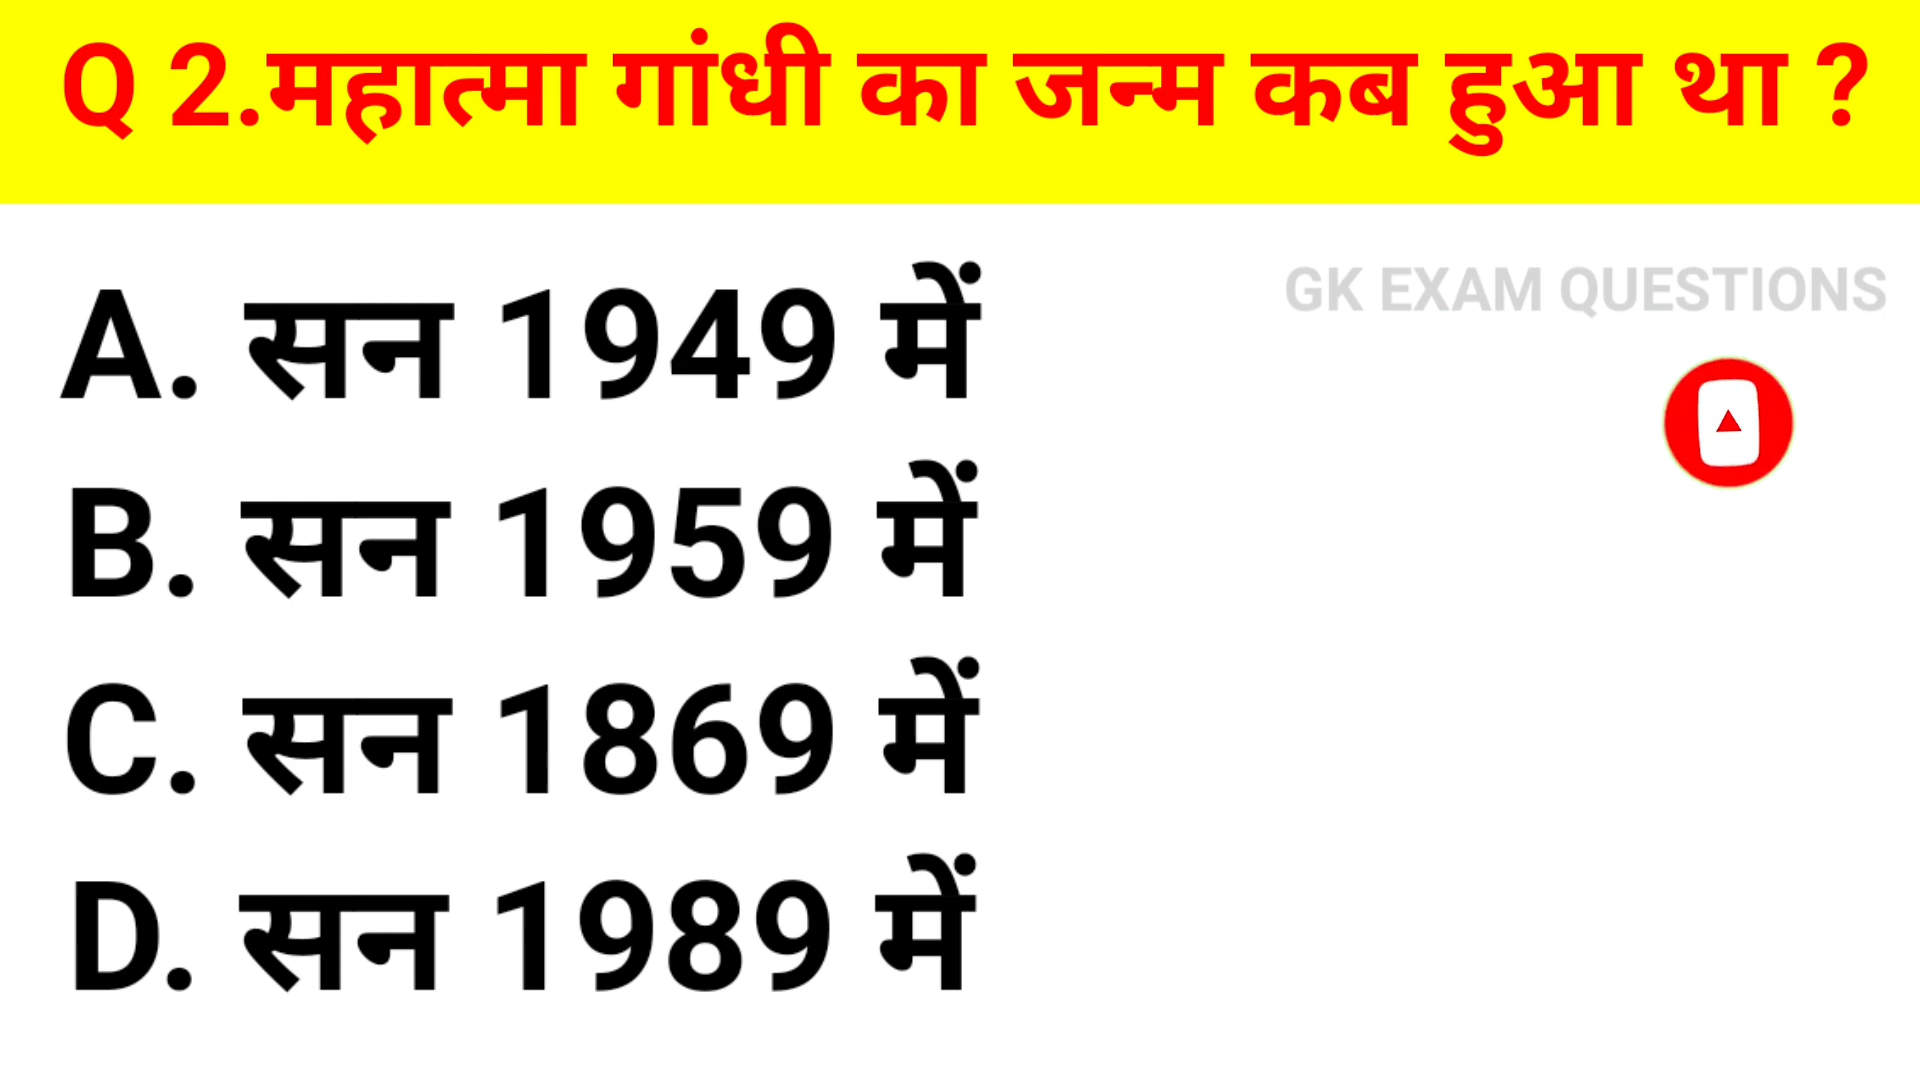 Q 2.महात्मा गांधी का जन्म कब हुआ था ?
GK EXAM QUESTIONS
A. सन 1949 में
B. सन 1959 में
C. सन 1869 में
D. सन 1989 में